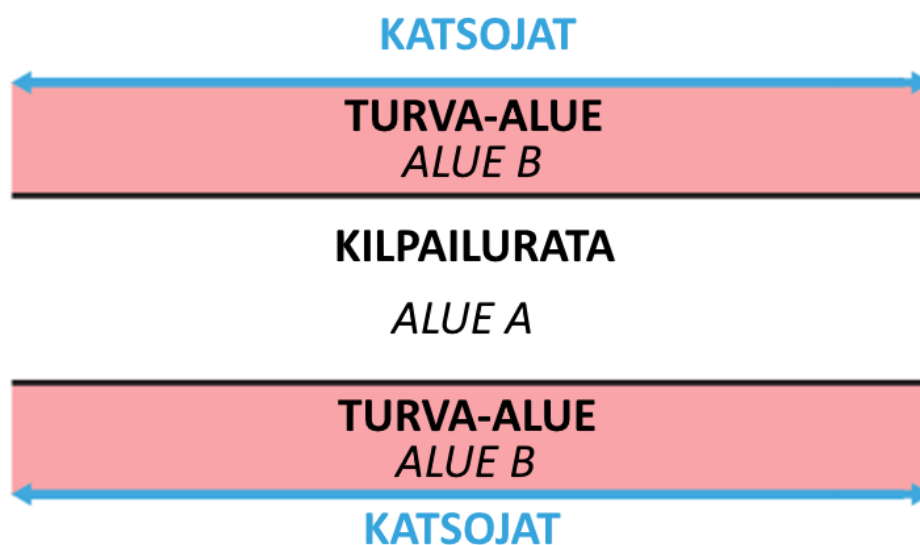 KATSOJAT
TURVA-ALUE
ALUE B
KILPAILURATA
ALUE A
TURVA-ALUE
ALUE B
KATSOJAT